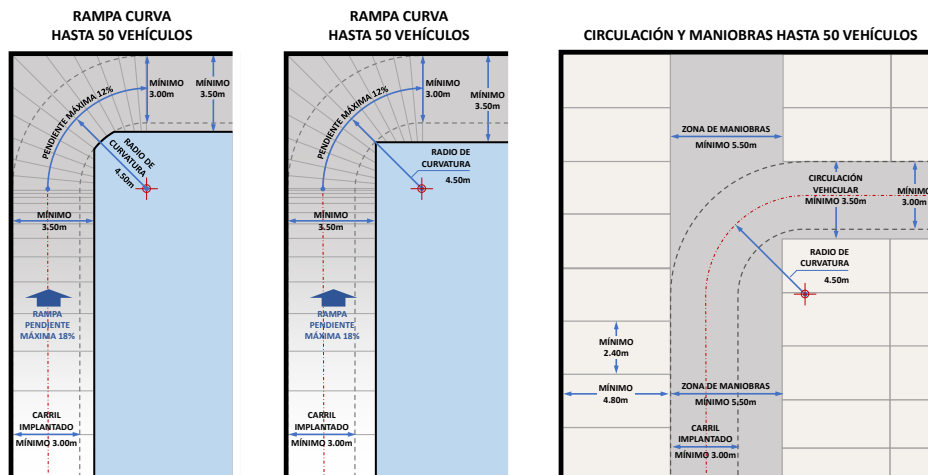 RAMPA CURVA
HASTA 50 VEHÍCULOS
PENDIENTE MÁXIMA 12%
MÍNIMO
3.00m
MÍNIMO
3.50m
RADIO DE
CURVATURA
4.50m
MÍNIMO
3.50m
RAMPA
PENDIENTE
MÁXIMA 18%
CARRIL
IMPLANTADO
MÍNIMO 3.00m
RAMPA CURVA
HASTA 50 VEHÍCULOS
PENDIENTE MÁXIMA 12%
MÍNIMO
3.00m
MÍNIMO
3.50m
RADIO DE
CURVATURA
4.50m
MÍNIMO
3.50m
RAMPA
PENDIENTE
MÁXIMA 18%
CARRIL
IMPLANTADO
MÍNIMO 3.00m
CIRCULACIÓN Y MANIOBRAS HASTA 50 VEHÍCULOS
ZONA DE MANIOBRAS
MÍNIMO 5.50m
CIRCULACIÓN
VEHICULAR
MÍNIMO 3.50m
MÍNIMO
3.00m
RADIO DE
CURVATURA
4.50m
MÍNIMO
2.40m
MÍNIMO
4.80m
ZONA DE MANIOBRAS
MÍNIMO 5.50m
CARRIL
IMPLANTADO
MÍNIMO 3.00m